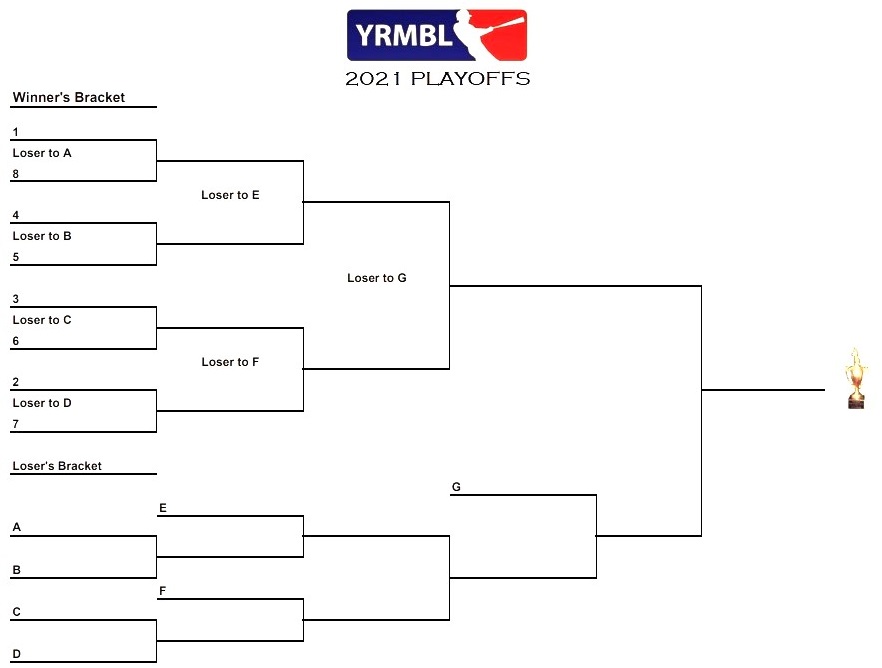 YRMBL
2021 PLAYOFFS
Winner's Bracket
1
Loser to A
8
Loser to E
4
Loser to B
5
Loser to G
3
Loser to C
6
Loser to F
2
Loser to D
7
Loser's Bracket
G
E
A
B
F
C
D